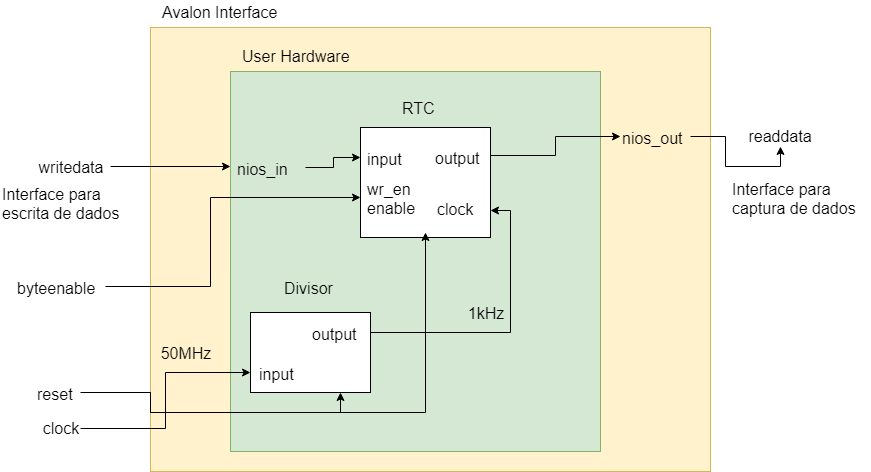 Avalon Interface
User Hardware
RTC
writedata
nios_in
input
output
nios_out
readdata
Interface para
escrita de dados
wr_en
enable
clock
Interface para
captura de dados
byteenable
Divisor
output
1kHz
50MHz
input
reset
clock